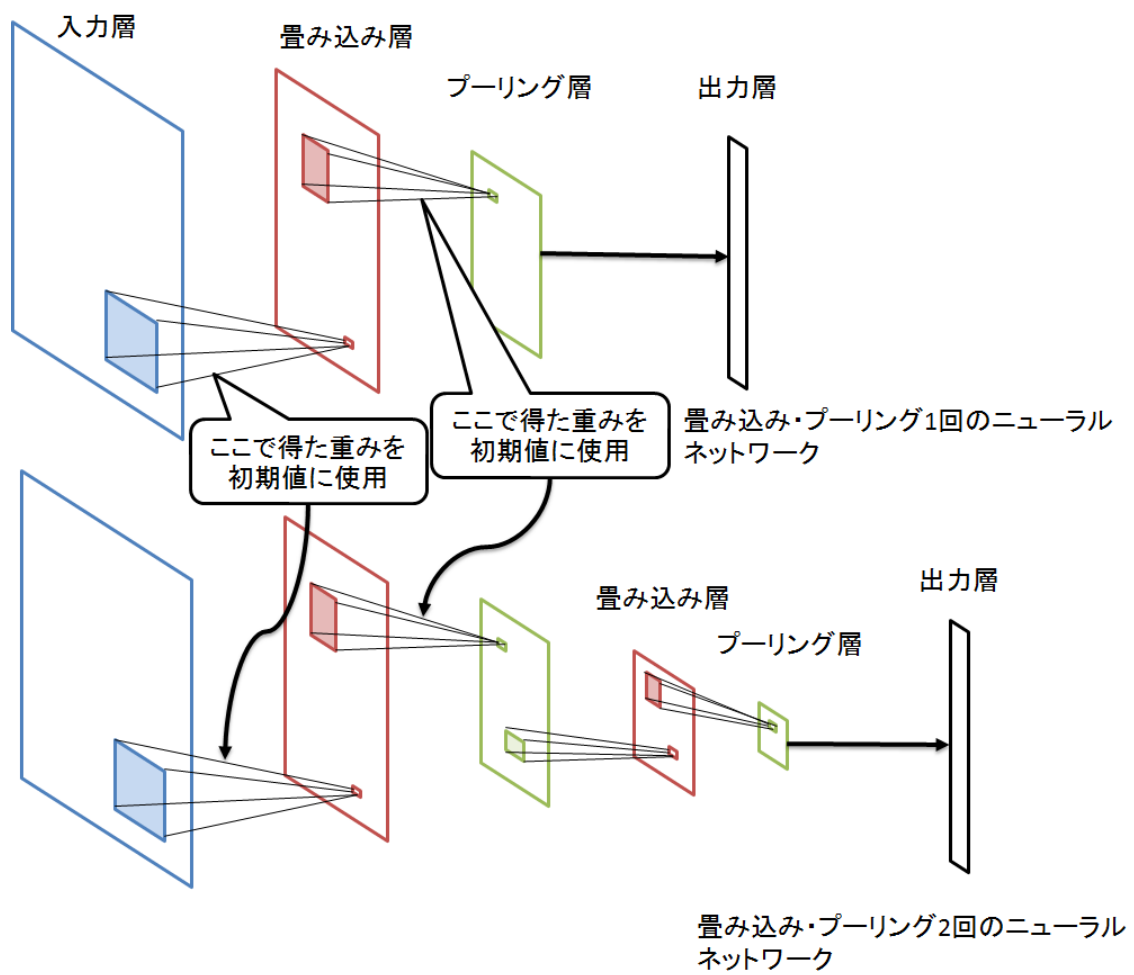 入力層
畳み込み層
プーリング層
出力層
ここで得た重みを
初期値に使用
ここで得た重みを
初期値に使用
畳み込み・プーリング1回のニューラル
ネットワーク
畳み込み層
プーリング層
出力層
畳み込み・プーリング2回のニューラル
ネットワーク